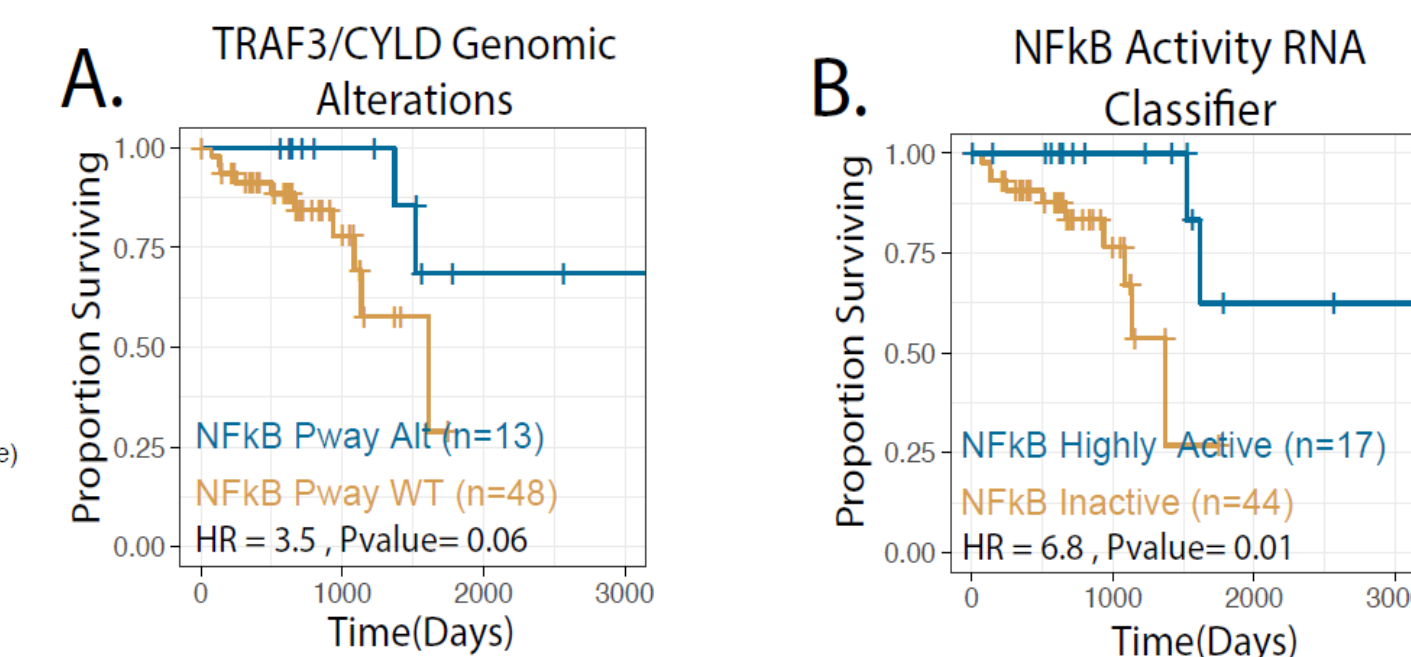 A.
TRAF3/CYLD Genomic
Alterations
Proportion Surviving
1.00
0.75
0.50
0.25
0.00
NFkB Pway Alt (n=13)
NFkB Pway WT (n=48)
HR = 3.5 , Pvalue= 0.06
0 1000 2000 3000
Time(Days)
e)
B.
NFkB Activity RNA
Classifier
Proportion Surviving
1.00
0.75
0.50
0.25
0.00
NFkB Highly Active (n=17)
NFkB Inactive (n=44)
HR = 6.8 , Pvalue= 0.01
0 1000 2000 300
Time(Days)